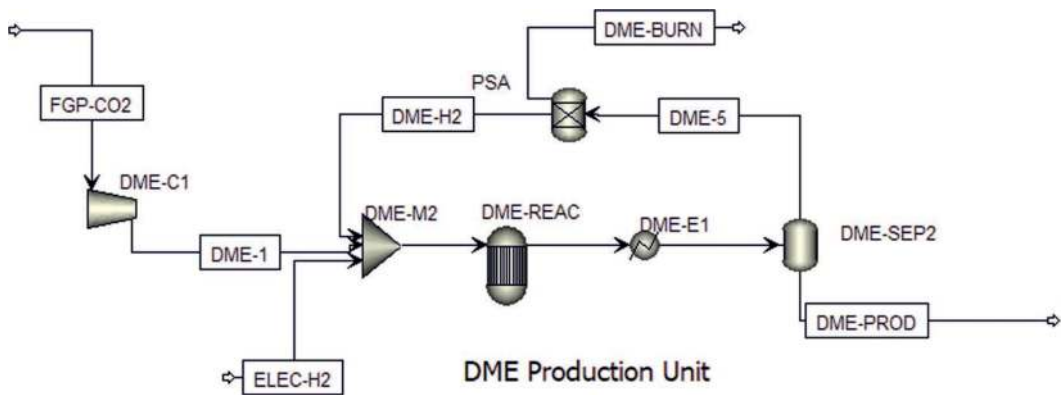 DME-BURN
PSA
FGP-CO2
DME-H2
DME-5
DME-C1
DME-M2
DME-REAC
DME-E1
DME-SEP2
DME-1
DME-PROD
ELEC-H2
DME Production Unit